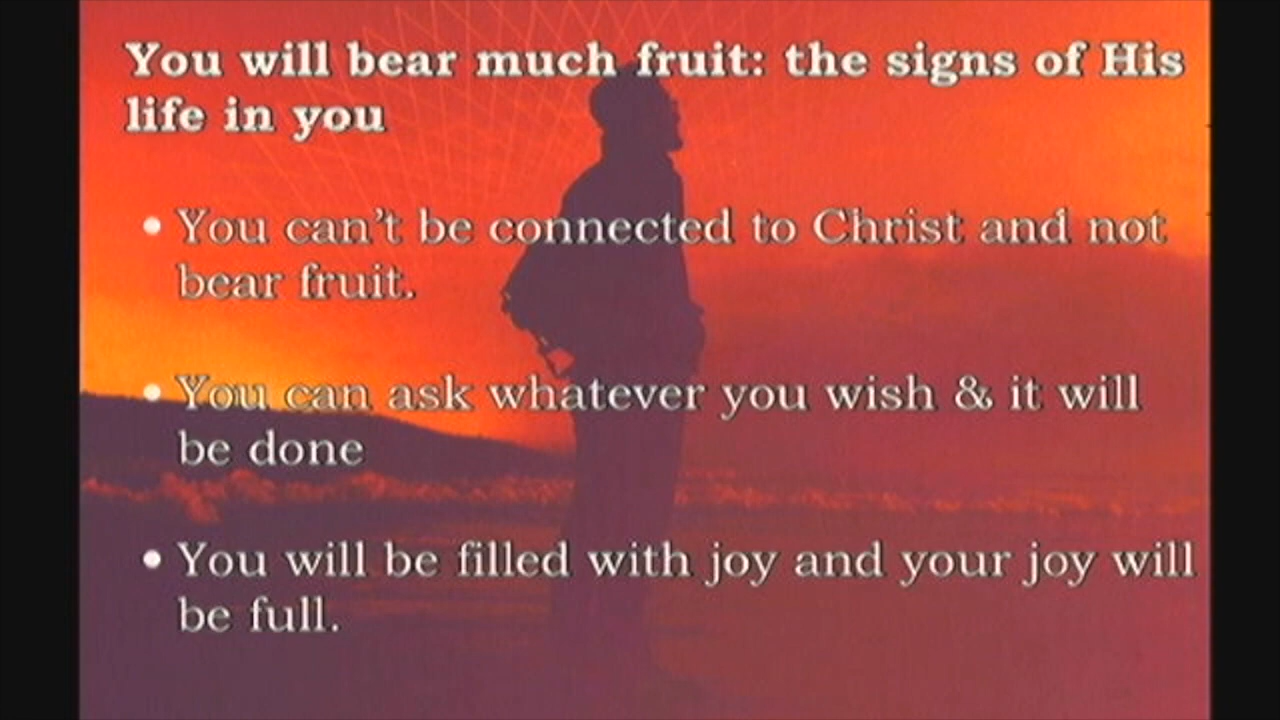 You will bear much fruit: the signs of His
life in you
• You can't be connected to Christ and not
bear fruit.
• You can ask whatever you wish & it will
be done
• You will be filled with joy and your joy will
be full.